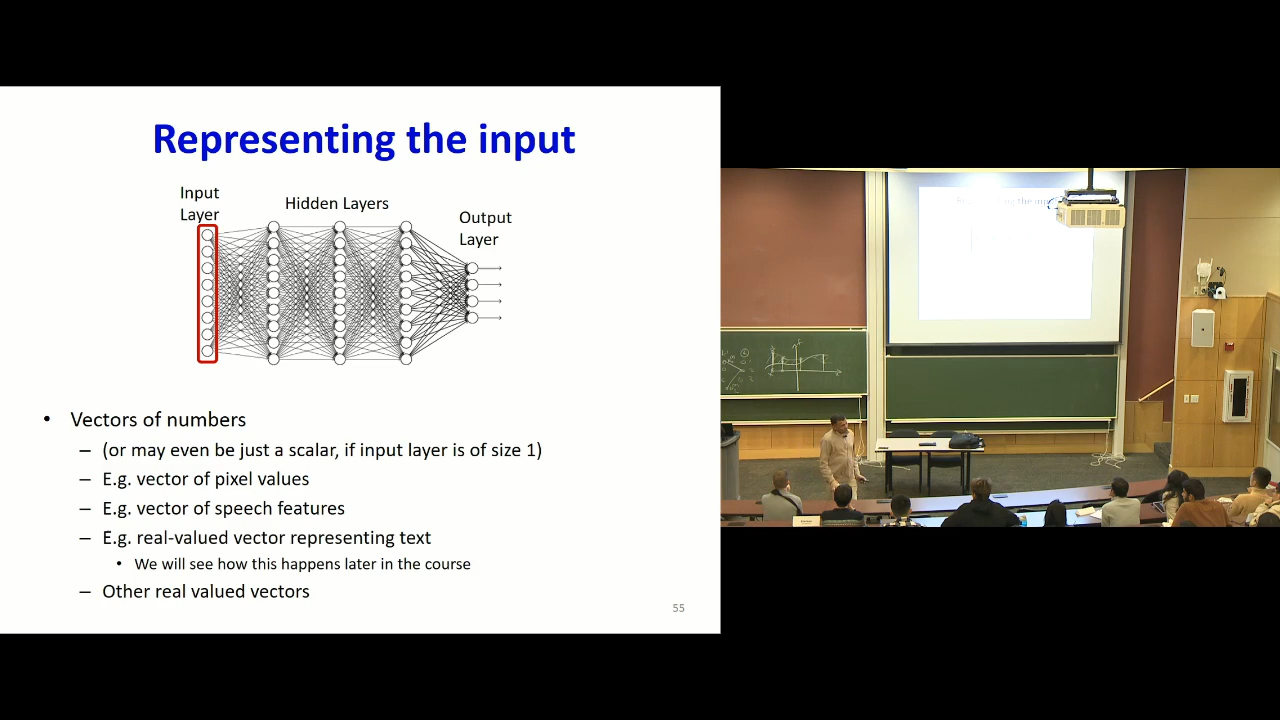 Representing the input
Input
Layer
Hidden Layers
Output
Layer
• Vectors of numbers
– (or may even be just a scalar, if input layer is of size 1)
– E.g. vector of pixel values
– E.g. vector of speech features
– E.g. real-valued vector representing text
• We will see how this happens later in the course
– Other real valued vectors
55